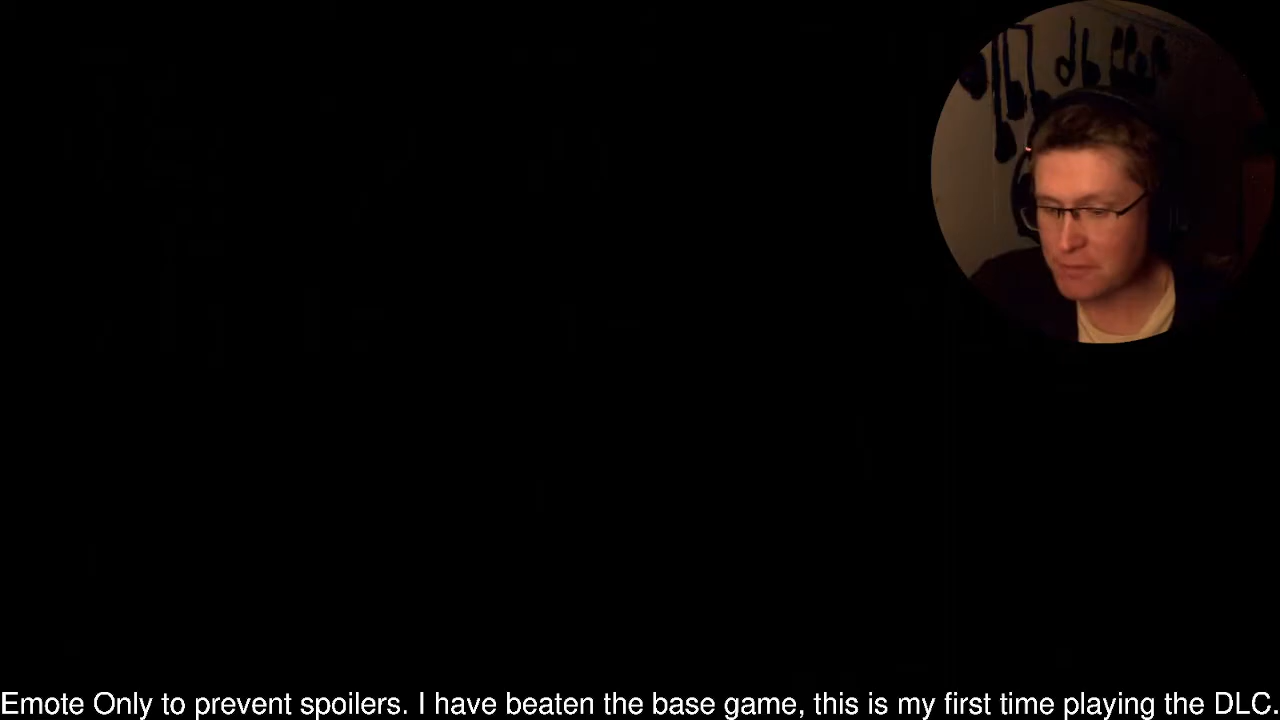 Emote Only to prevent spoilers. I have beaten the base game, this is my first time playing the DLC.